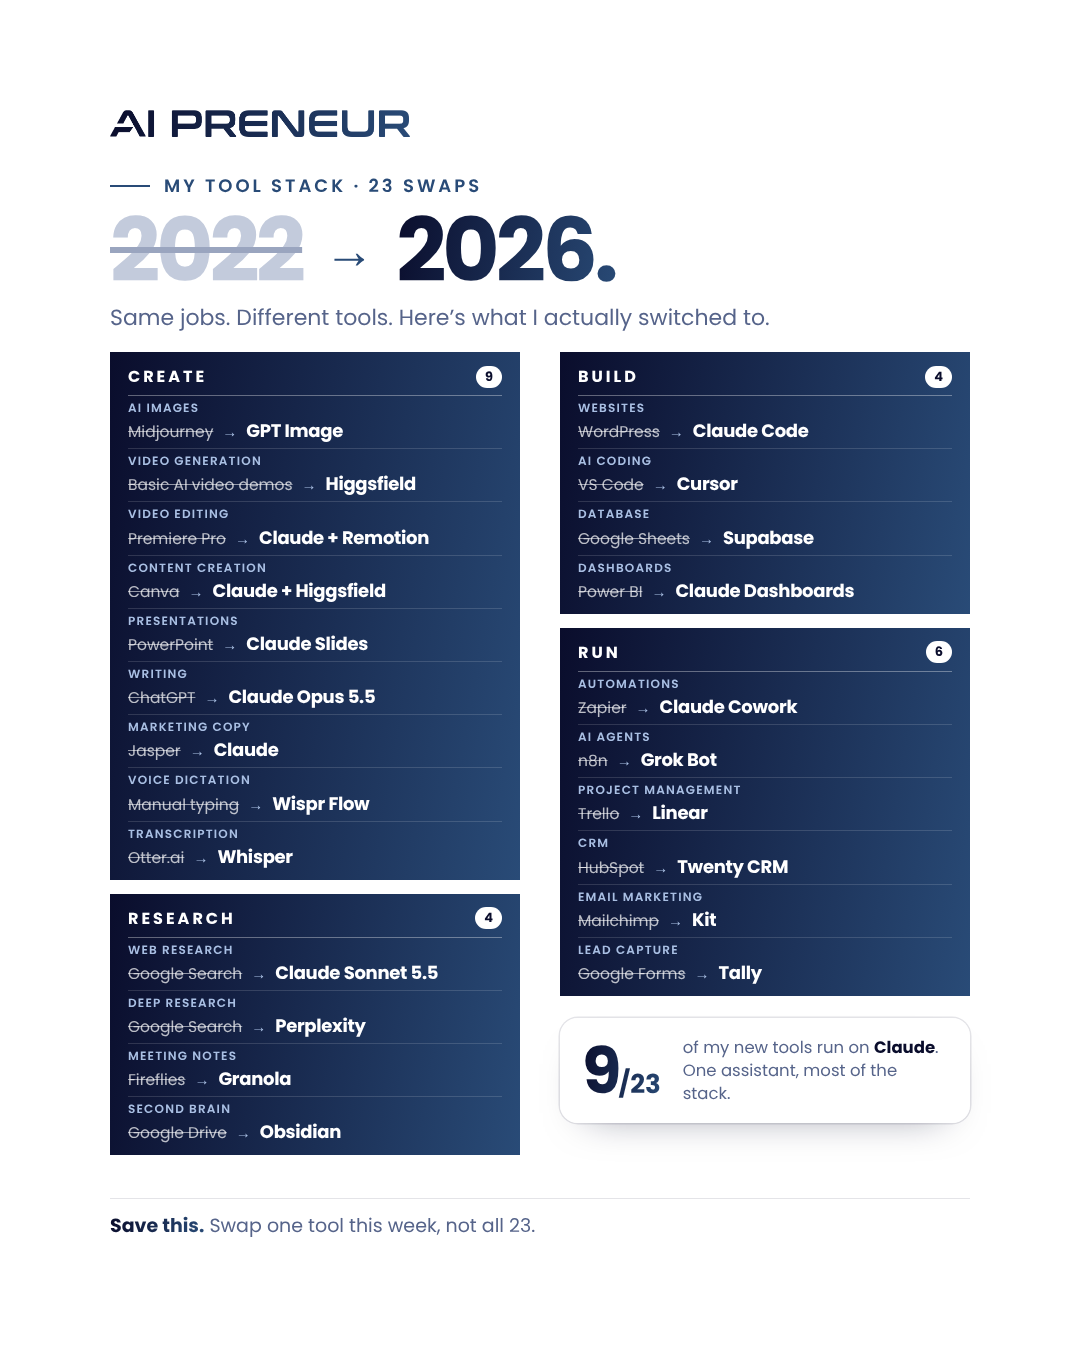 AI PRENEUR
MY TOOL STACK · 23 SWAPS
2022 → 2026.
Same jobs. Different tools. Here’s what I actually switched to.
CREATE 9
AI IMAGES
Midjourney → GPT Image
VIDEO GENERATION
Basic AI video demos → Higgsfield
VIDEO EDITING
Premiere Pro → Claude + Remotion
CONTENT CREATION
Canva → Claude + Higgsfield
PRESENTATIONS
PowerPoint → Claude Slides
WRITING
ChatGPT → Claude Opus 5.5
MARKETING COPY
Jasper → Claude
VOICE DICTATION
Manual typing → Wispr Flow
TRANSCRIPTION
Otter.ai → Whisper
RESEARCH 4
WEB RESEARCH
Google Search → Claude Sonnet 5.5
DEEP RESEARCH
Google Search → Perplexity
MEETING NOTES
Fireflies → Granola
SECOND BRAIN
Google Drive → Obsidian
BUILD 4
WEBSITES
WordPress → Claude Code
AI CODING
VS Code → Cursor
DATABASE
Google Sheets → Supabase
DASHBOARDS
Power BI → Claude Dashboards
RUN 6
AUTOMATIONS
Zapier → Claude Cowork
AI AGENTS
n8n → Grok Bot
PROJECT MANAGEMENT
Trello → Linear
CRM
HubSpot → Twenty CRM
EMAIL MARKETING
Mailchimp → Kit
LEAD CAPTURE
Google Forms → Tally
9/23
of my new tools run on Claude.
One assistant, most of the
stack.
Save this. Swap one tool this week, not all 23.